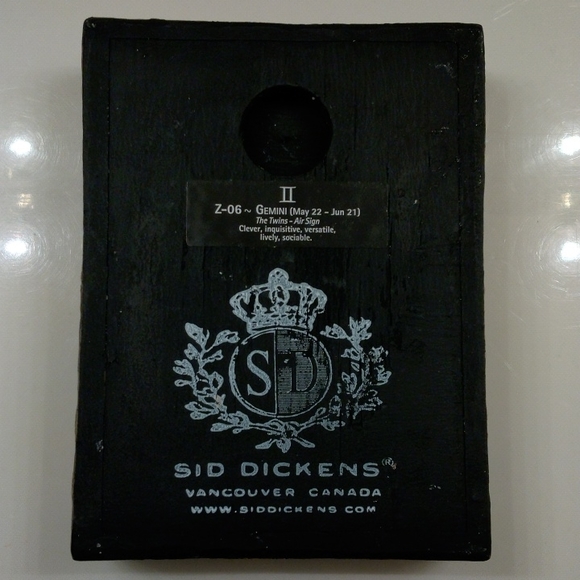 II
Z-06 ~ GEMINI (May 22 - Jun 21)
The Twins - Air Sign
Clever, inquisitive, versatile,
lively, sociable.
SD
SID DICKENS
VANCOUVER CANADA
WWW.SIDDICKENS.COM